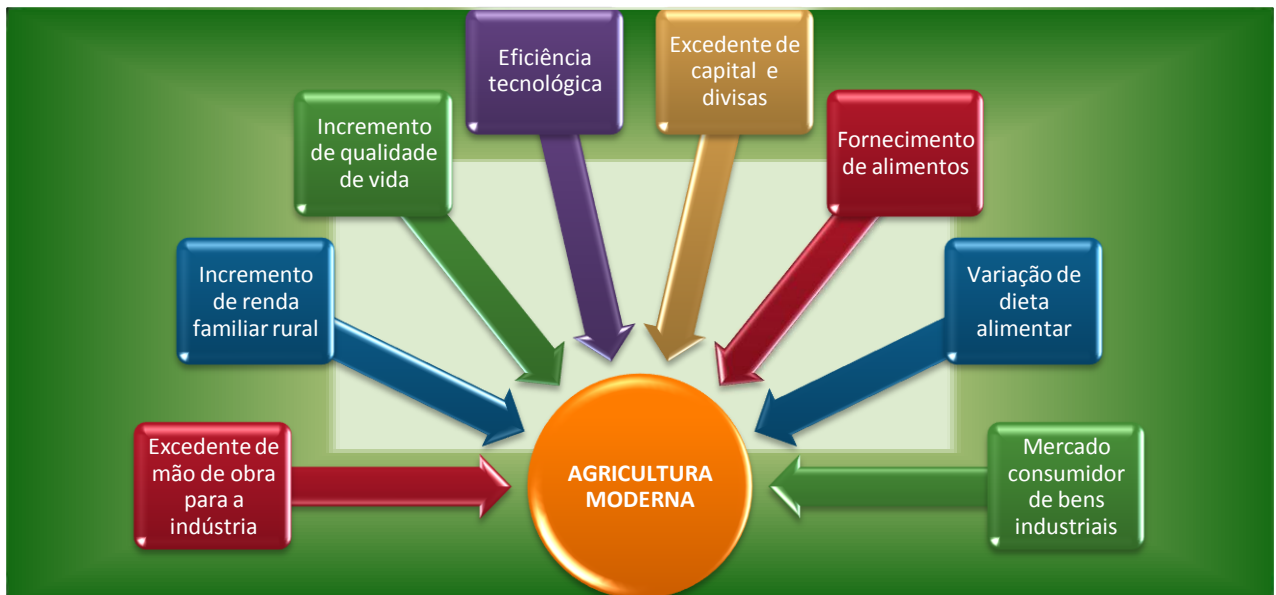 Excedente de
mão de obra
para a
indústria
Incremento
de renda
familiar rural
Incremento
de qualidade
de vida
Eficiência
tecnológica
Excedente de
capital e
divisas
Fornecimento
de alimentos
Variação de
dieta
alimentar
Mercado
consumidor
de bens
industriais
AGRICULTURA
MODERNA